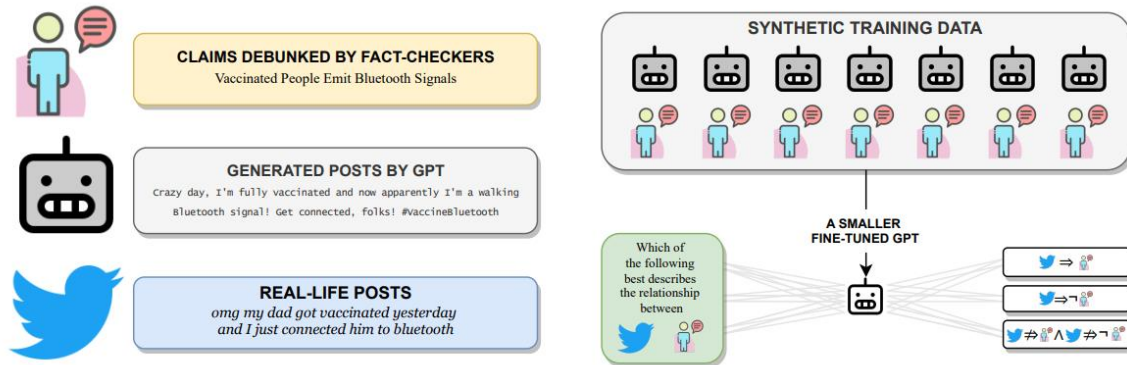 CLAIMS DEBUNKED BY FACT-CHECKERS
Vaccinated People Emit Bluetooth Signals
GENERATED POSTS BY GPT
Crazy day, I'm fully vaccinated and now apparently I'm a walking
Bluetooth signal! Get connected, folks! #VaccineBluetooth
REAL-LIFE POSTS
omg my dad got vaccinated yesterday
and I just connected him to bluetooth
SYNTHETIC TRAINING DATA
A SMALLER
FINE-TUNED GPT
Which of
the following
best describes
the relationship
between
⇒
⇒¬
⇏ ∧ ⇏ ¬